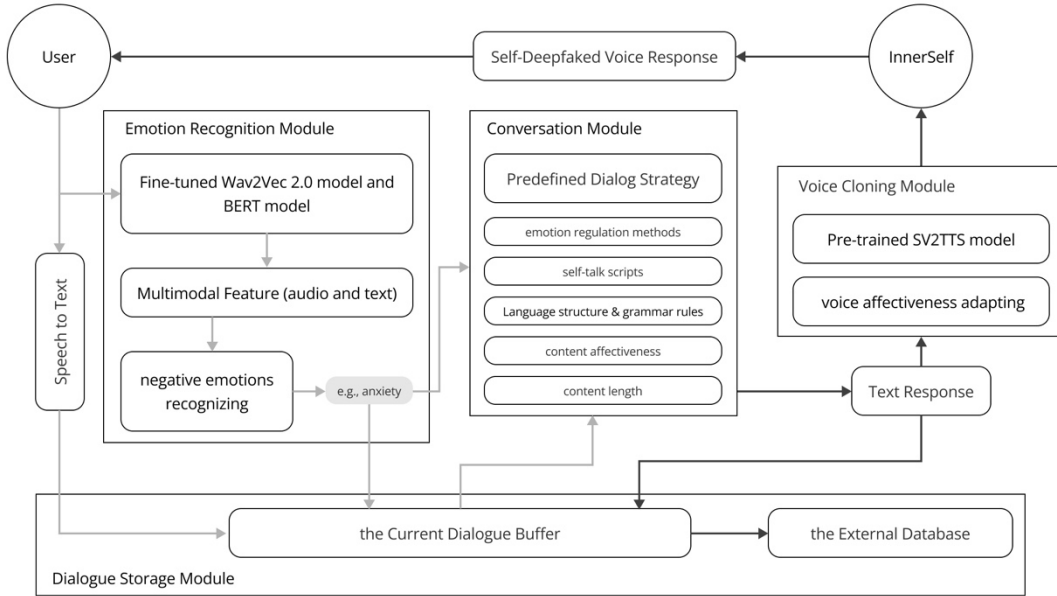 User
Self-Deepfaked Voice Response
InnerSelf
Emotion Recognition Module
Fine-tuned Wav2Vec 2.0 model and
BERT model
Multimodal Feature (audio and text)
negative emotions
recognizing
e.g., anxiety
Speech to Text
Conversation Module
Predefined Dialog Strategy
emotion regulation methods
self-talk scripts
Language structure & grammar rules
content affectiveness
content length
Voice Cloning Module
Pre-trained SV2TTS model
voice affectiveness adapting
Text Response
the Current Dialogue Buffer
the External Database
Dialogue Storage Module